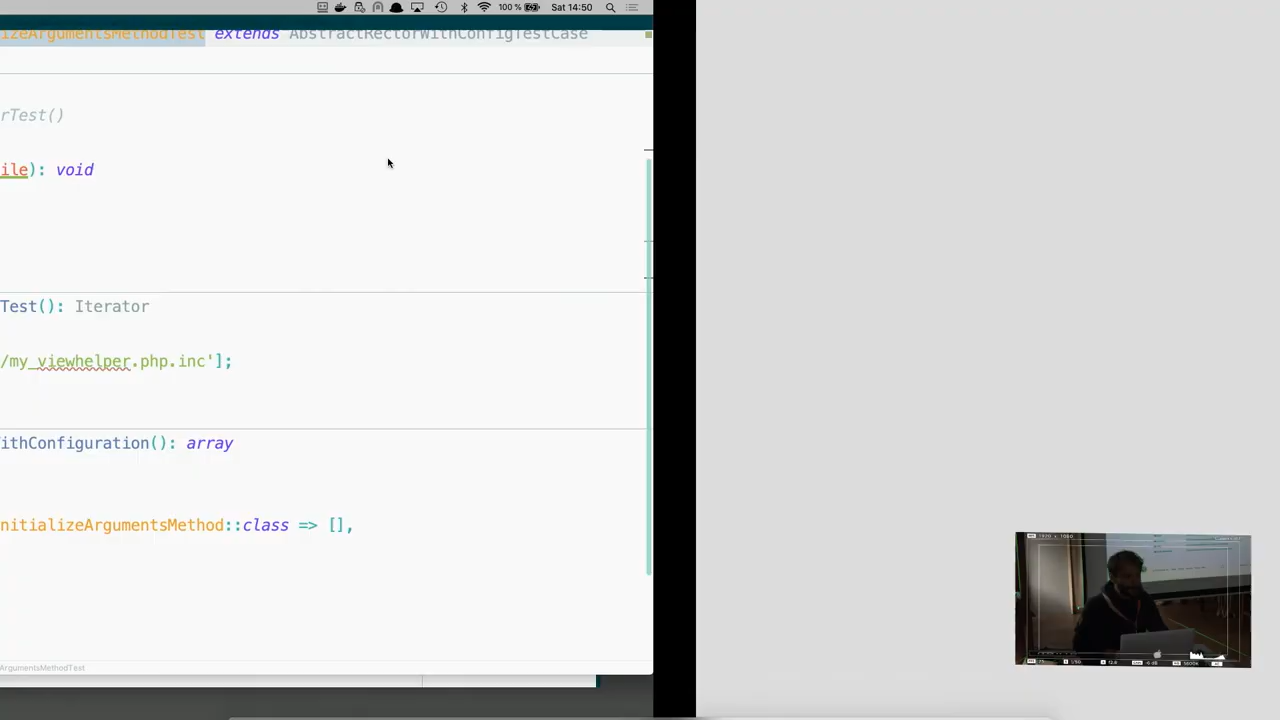 100 % Sat 14:50
izeArgumentsMethodTest extends AbstractRectorWithConfigTestCase
rTest()
ile): void
Test(): Iterator
/my_viewhelper.php.inc'];
ithConfiguration(): array
nitializeArgumentsMethod::class => [],
ArgumentsMethodTest